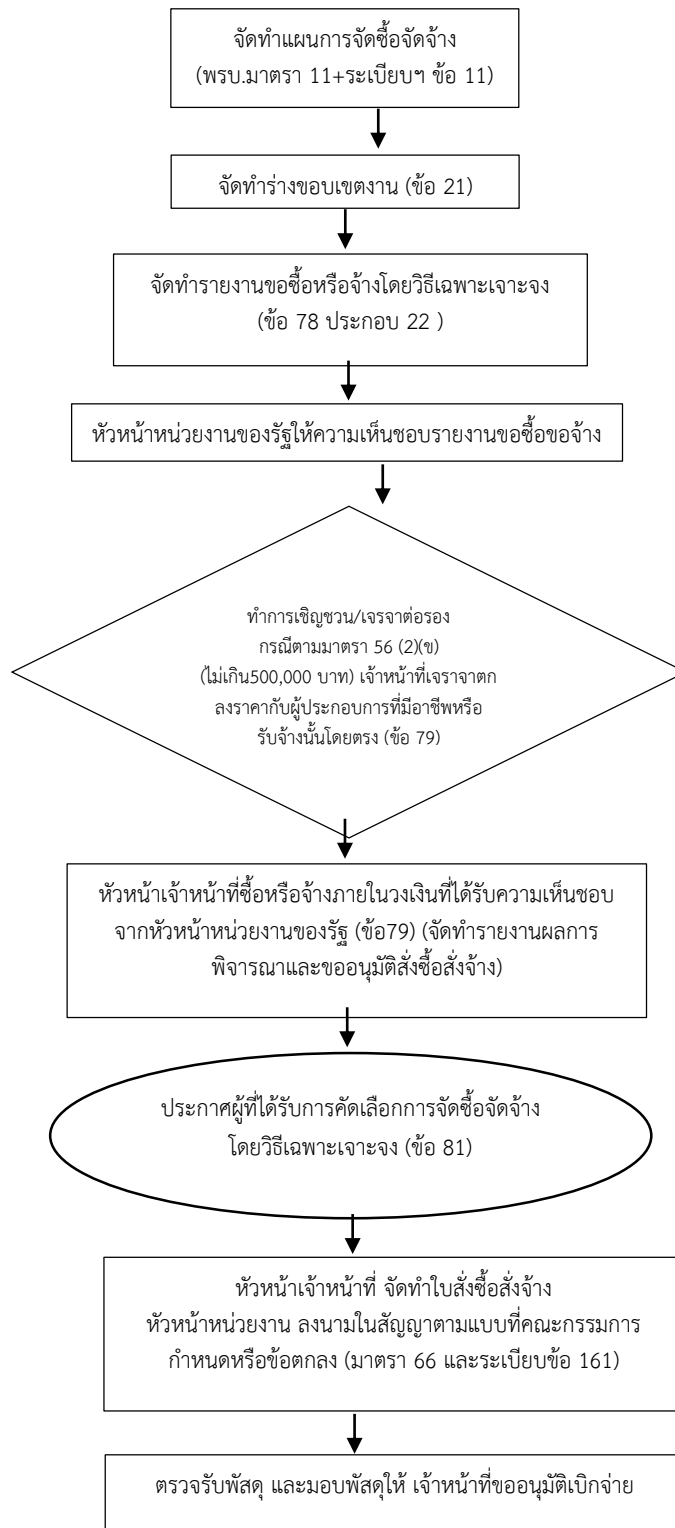 จัดทำแผนการจัดซื้อจัดจ้าง
(พรบ.มาตรา 11+ระเบียบฯ ข้อ 11)
จัดทำร่างขอบเขตงาน (ข้อ 21)
จัดทำรายงานขอซื้อหรือจ้างโดยวิธีเฉพาะเจาะจง
(ข้อ 78 ประกอบ 22 )
หัวหน้าหน่วยงานของรัฐให้ความเห็นชอบรายงานขอซื้อขอจ้าง
ทำการเชิญชวน/เจรจาต่อรอง
กรณีตามมาตรา 56 (2)(ข)
(ไม่เกิน500,000 บาท) เจ้าหน้าที่เจราจาตก
ลงราคากับผู้ประกอบการที่มีอาชีพหรือ
รับจ้างนั้นโดยตรง (ข้อ 79)
หัวหน้าเจ้าหน้าที่ซื้อหรือจ้างภายในวงเงินที่ได้รับความเห็นชอบ
จากหัวหน้าหน่วยงานของรัฐ (ข้อ79) (จัดทำรายงานผลการ
พิจารณาและขออนุมัติสั่งซื้อสั่งจ้าง)
ประกาศผู้ที่ได้รับการคัดเลือกการจัดซื้อจัดจ้าง
โดยวิธีเฉพาะเจาะจง (ข้อ 81)
หัวหน้าเจ้าหน้าที่ จัดทำใบสั่งซื้อสั่งจ้าง
หัวหน้าหน่วยงาน ลงนามในสัญญาตามแบบที่คณะกรรมการ
กำหนดหรือข้อตกลง (มาตรา 66 และระเบียบข้อ 161)
ตรวจรับพัสดุ และมอบพัสดุให้ เจ้าหน้าที่ขออนุมัติเบิกจ่าย